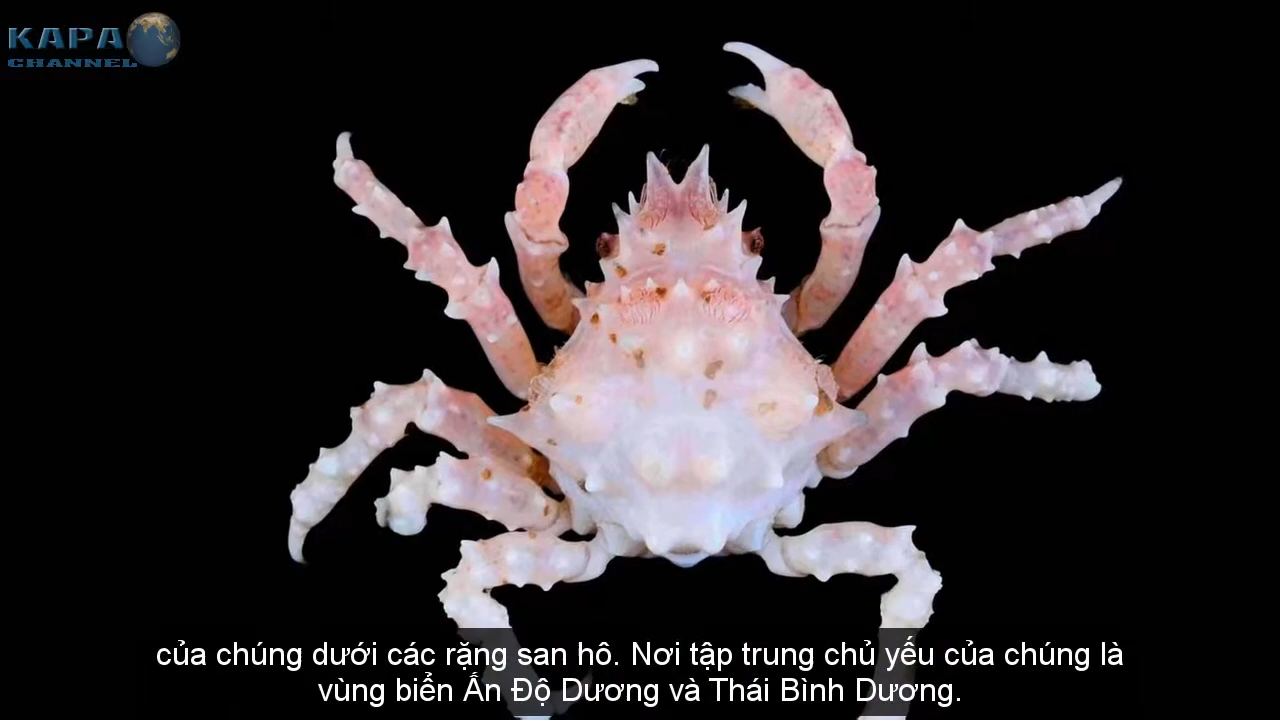 KAPA
CHANNEL
của chúng dưới các rặng san hô. Nơi tập trung chủ yếu của chúng là
vùng biển Ấn Độ Dương và Thái Bình Dương.